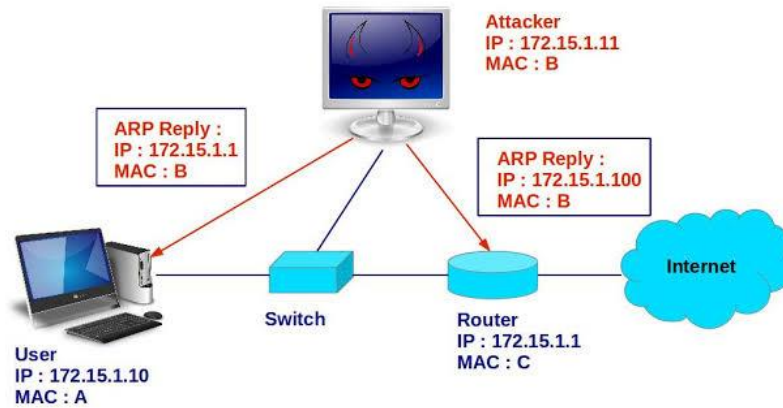 Attacker
IP : 172.15.1.11
MAC : B
ARP Reply :
IP : 172.15.1.1
MAC : B
ARP Reply :
IP : 172.15.1.100
MAC : B
Internet
Switch
Router
IP : 172.15.1.1
MAC : C
User
IP : 172.15.1.10
MAC : A